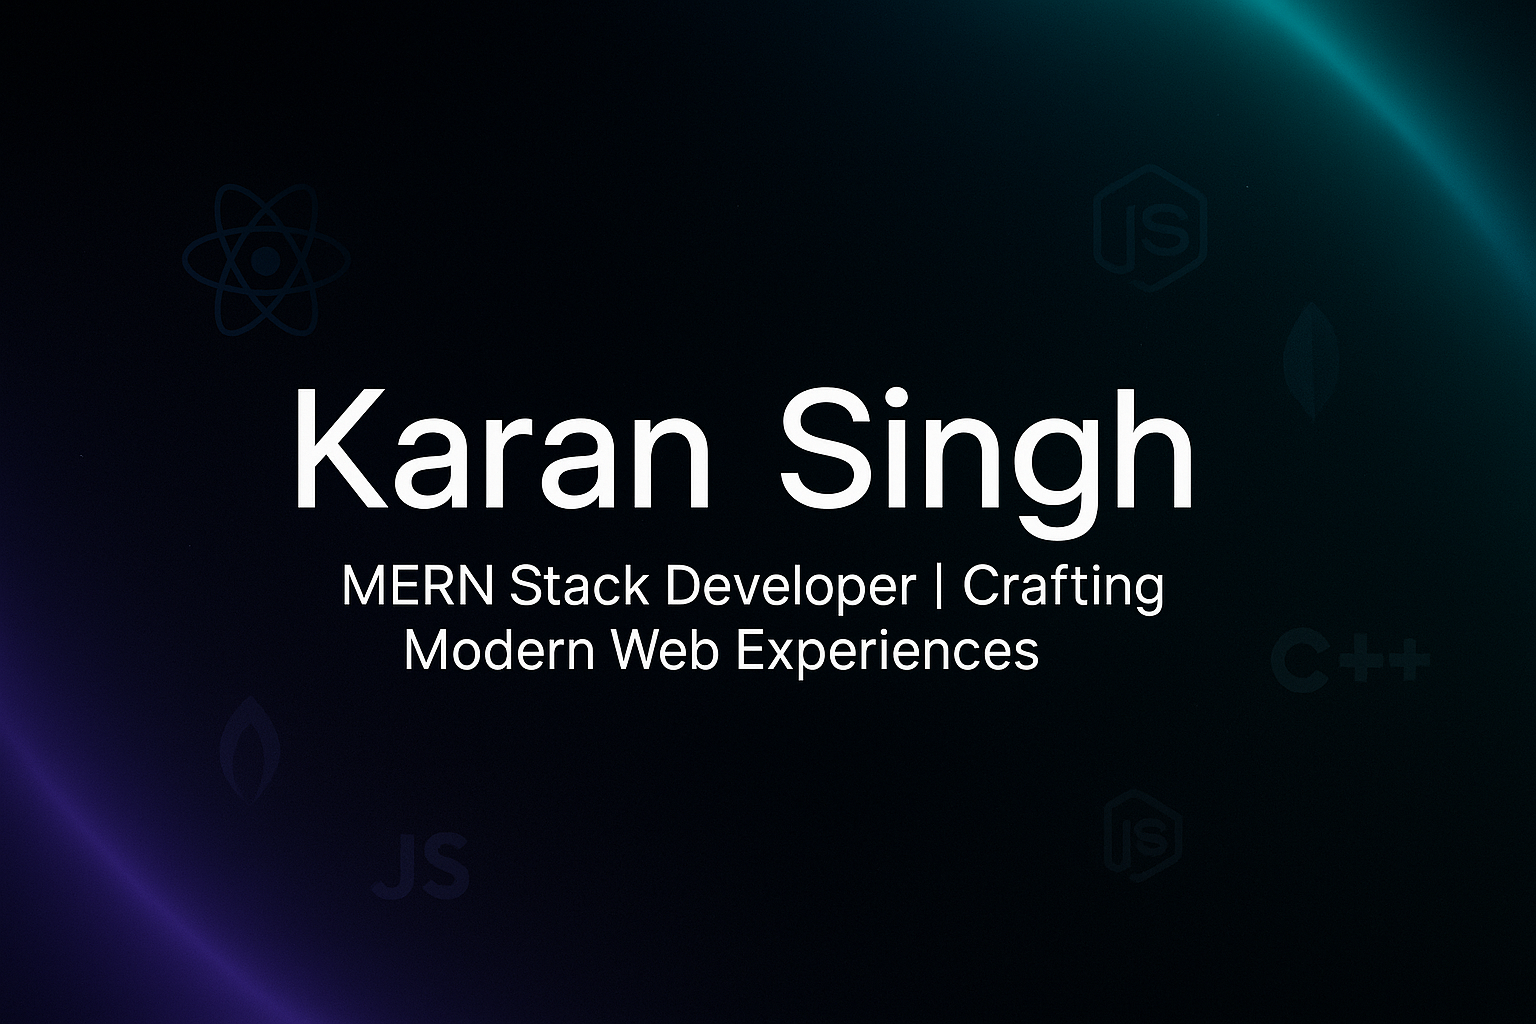 JS
Karan Singh
MERN Stack Developer | Crafting
Modern Web Experiences
C++
JS
JS